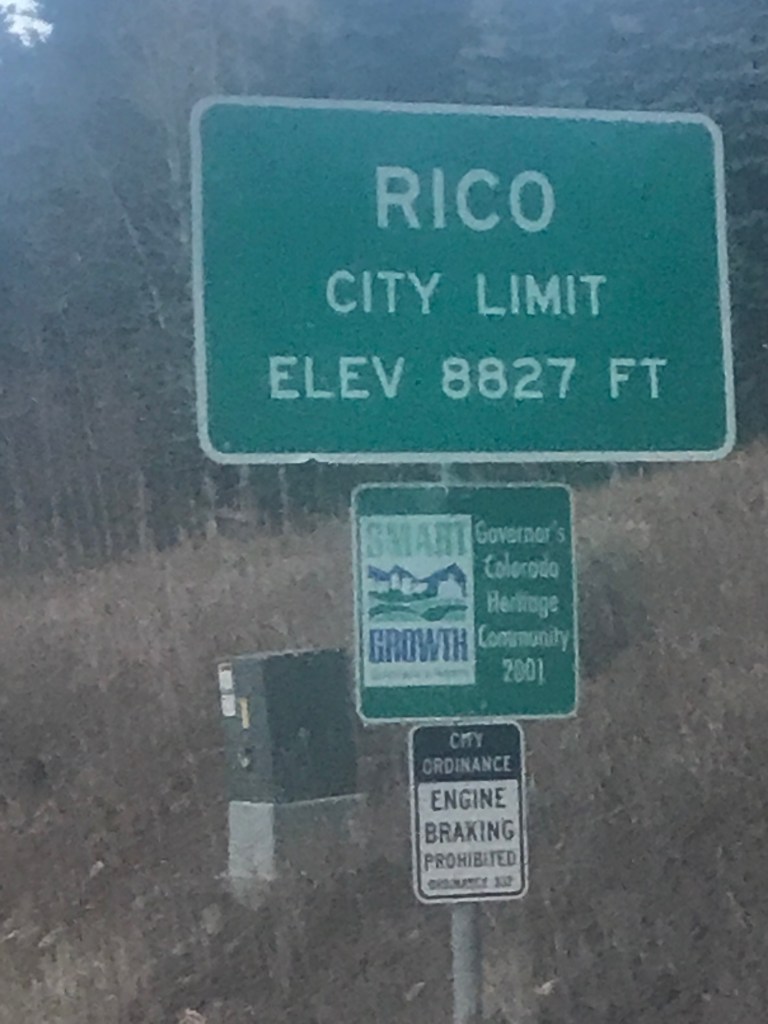 RICO
CITY LIMIT
ELEV 8827 FT
SMART
GROWTH
Governor's
Colorado
Heritage
Community
2001
CITY
ORDINANCE
ENGINE
BRAKING
PROHIBITED